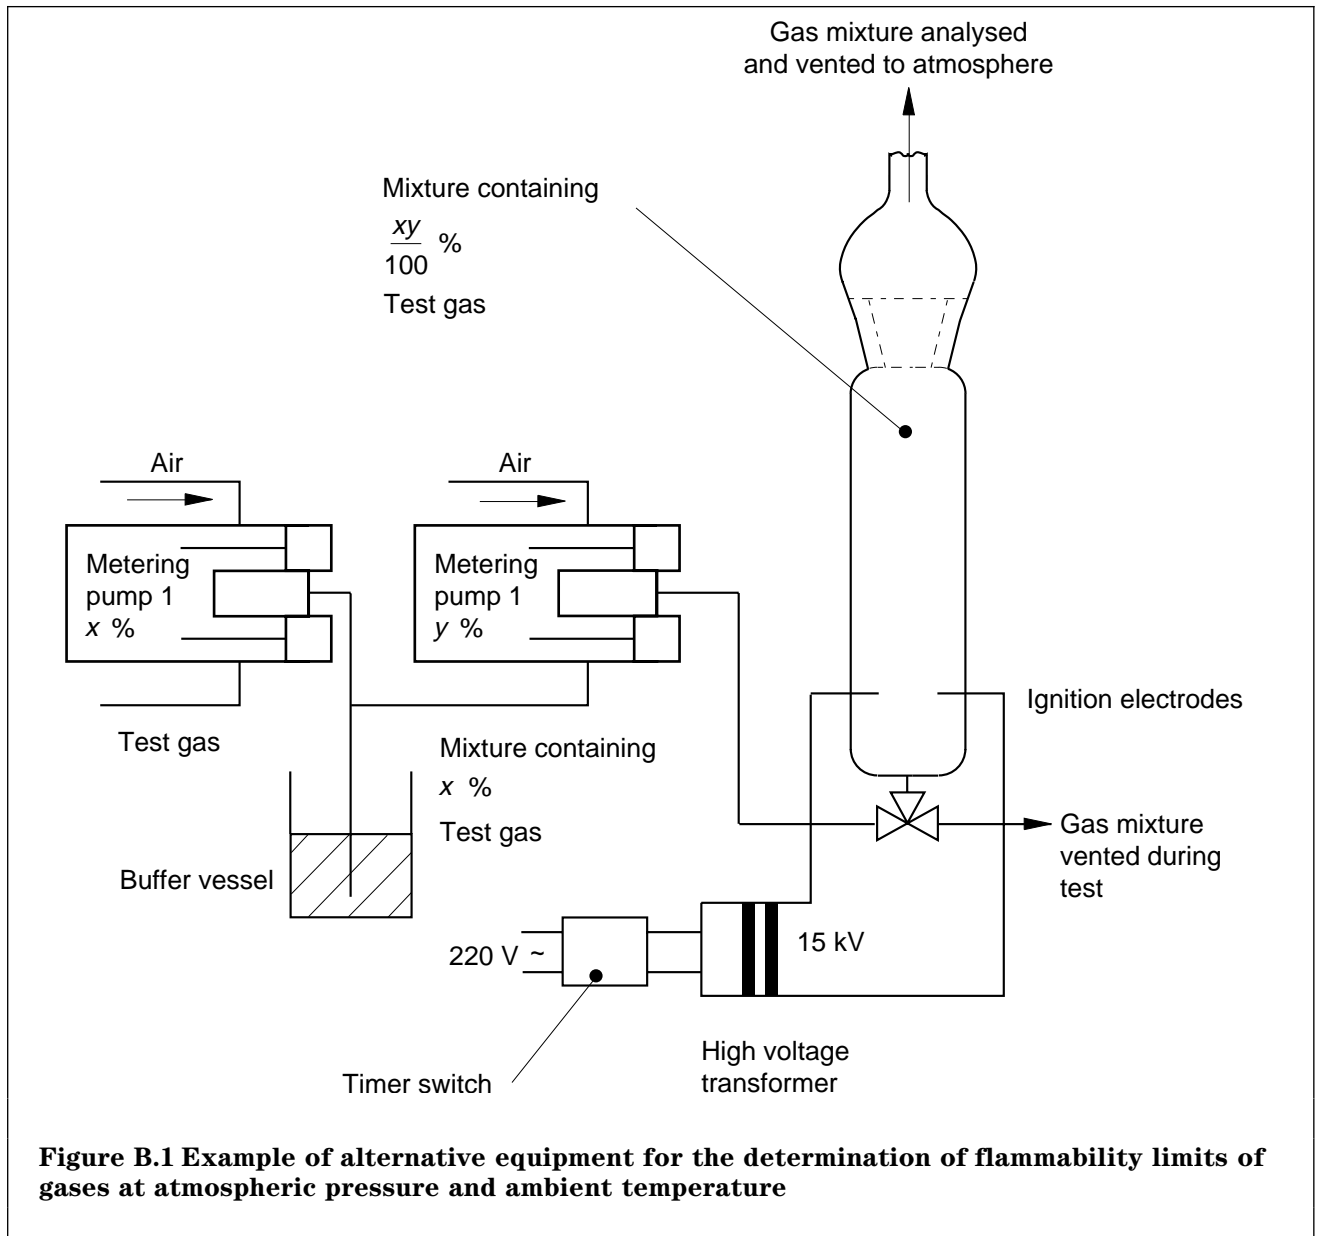 Gas mixture analysed
and vented to atmosphere
Mixture containing
xy
100
%
Test gas
Air
Air
Metering
pump 1
x %
Metering
pump 1
y %
Ignition electrodes
Test gas
Mixture containing
x %
Test gas
Gas mixture
vented during
test
Buffer vessel
220 V ~
15 kV
High voltage
transformer
Timer switch
Figure B.1 Example of alternative equipment for the determination of flammability limits of
gases at atmospheric pressure and ambient temperature